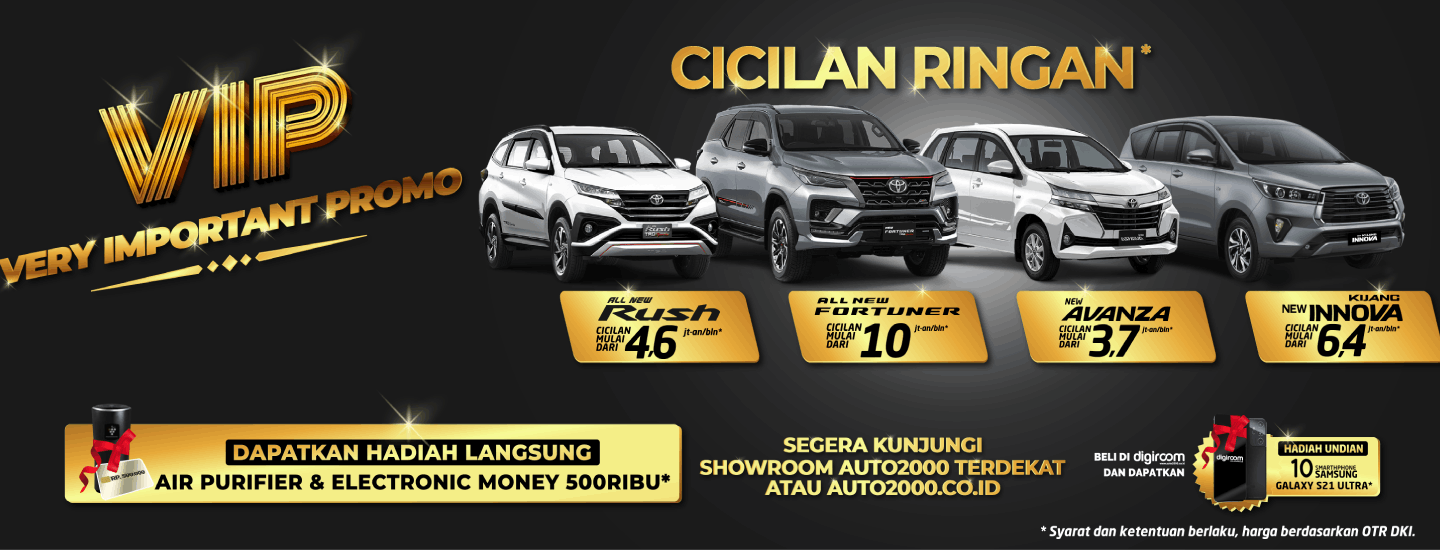 VIP
VERY IMPORTANT PROMO
CICILAN RINGAN*
ALL NEW
Rush
CICILAN
MULAI
DARI
4,6
jt-an/bln*
ALL NEW
FORTUNER
CICILAN
MULAI
DARI
10
jt-an/bln*
NEW
AVANZA
CICILAN
MULAI
DARI
3,7
jt-an/bln*
KIJANG
NEW INNOVA
CICILAN
MULAI
DARI
6,4
jt-an/bln*
DAPATKAN HADIAH LANGSUNG
AIR PURIFIER & ELECTRONIC MONEY 500RIBU*
SEGERA KUNJUNGI
SHOWROOM AUTO2000 TERDEKAT
ATAU AUTO2000.CO.ID
BELI DI digiroom
DAN DAPATKAN
digiroom
HADIAH UNDIAN
10 SMARTHPHONE
SAMSUNG
GALAXY S21 ULTRA*
* Syarat dan ketentuan berlaku, harga berdasarkan OTR DKI.